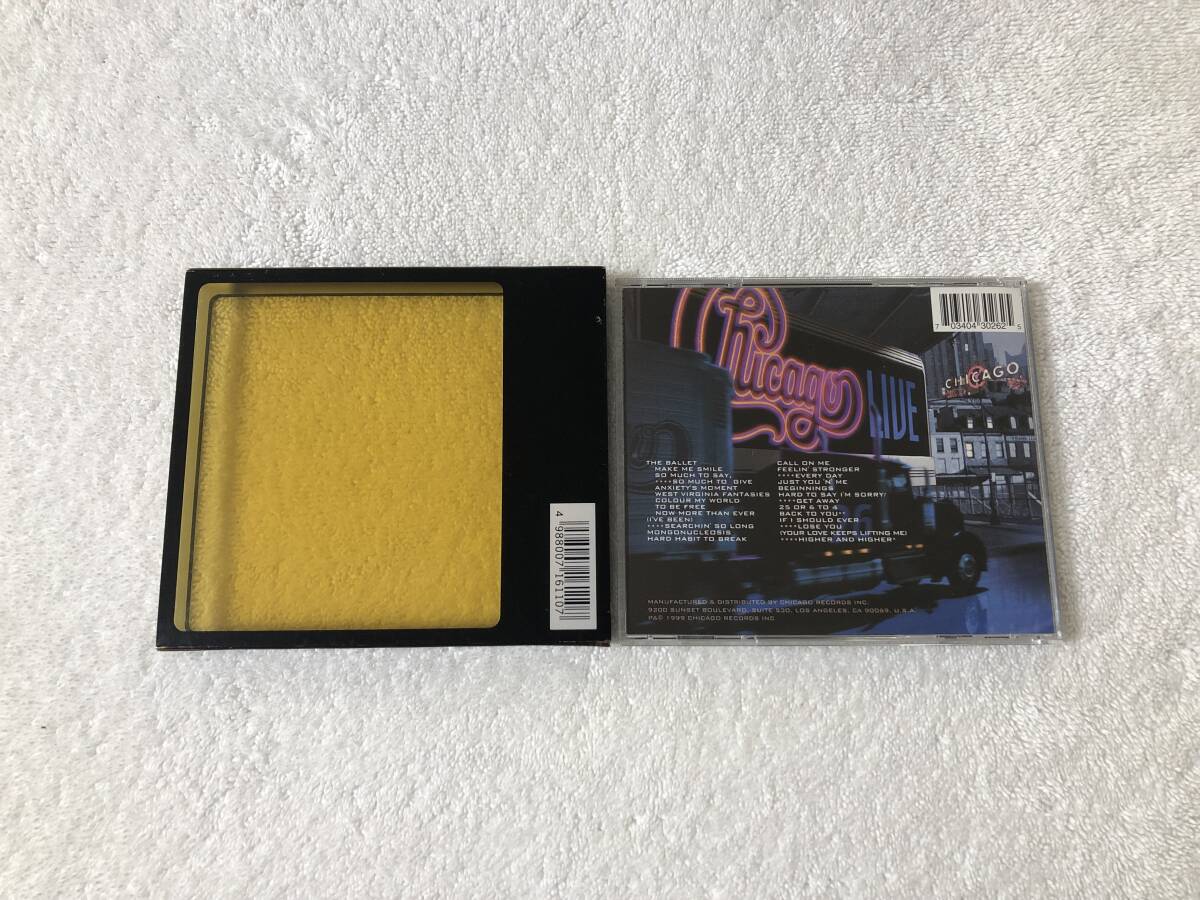 4 988007 161107
Chicago
LIVE
7 03404 30262 5
CHICAGO
THE BALLET
MAKE ME SMILE
SO MUCH TO SAY,
****SO MUCH TO GIVE
ANXIETY'S MOMENT
WEST VIRGINIA FANTASIES
COLOUR MY WORLD
TO BE FREE
NOW MORE THAN EVER
(I'VE BEEN)
****SEARCHIN' SO LONG
MONGONUCLEOSIS
HARD HABIT TO BREAK
CALL ON ME
FEELIN' STRONGER
****EVERY DAY
JUST YOU 'N' ME
BEGINNINGS
HARD TO SAY I'M SORRY/
****GET AWAY
25 OR 6 TO 4
BACK TO YOU**
IF I SHOULD EVER
****LOSE YOU
(YOUR LOVE KEEPS LIFTING ME)
****HIGHER AND HIGHER*
MANUFACTURED & DISTRIBUTED BY CHICAGO RECORDS INC.
9200 SUNSET BOULEVARD, SUITE 530, LOS ANGELES, CA 90069, U.S.A.
P&© 1999 CHICAGO RECORDS INC